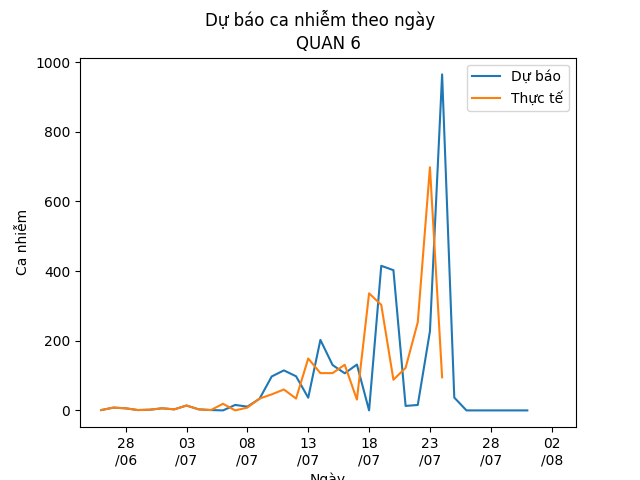 Dự báo ca nhiễm theo ngày
QUAN 6
Ca nhiễm
1000
800
600
400
200
0
Dự báo
Thực tế
28 03 08 13 18 23 28 02
/06 /07 /07 /07 /07 /07 /07 /08
Ngày